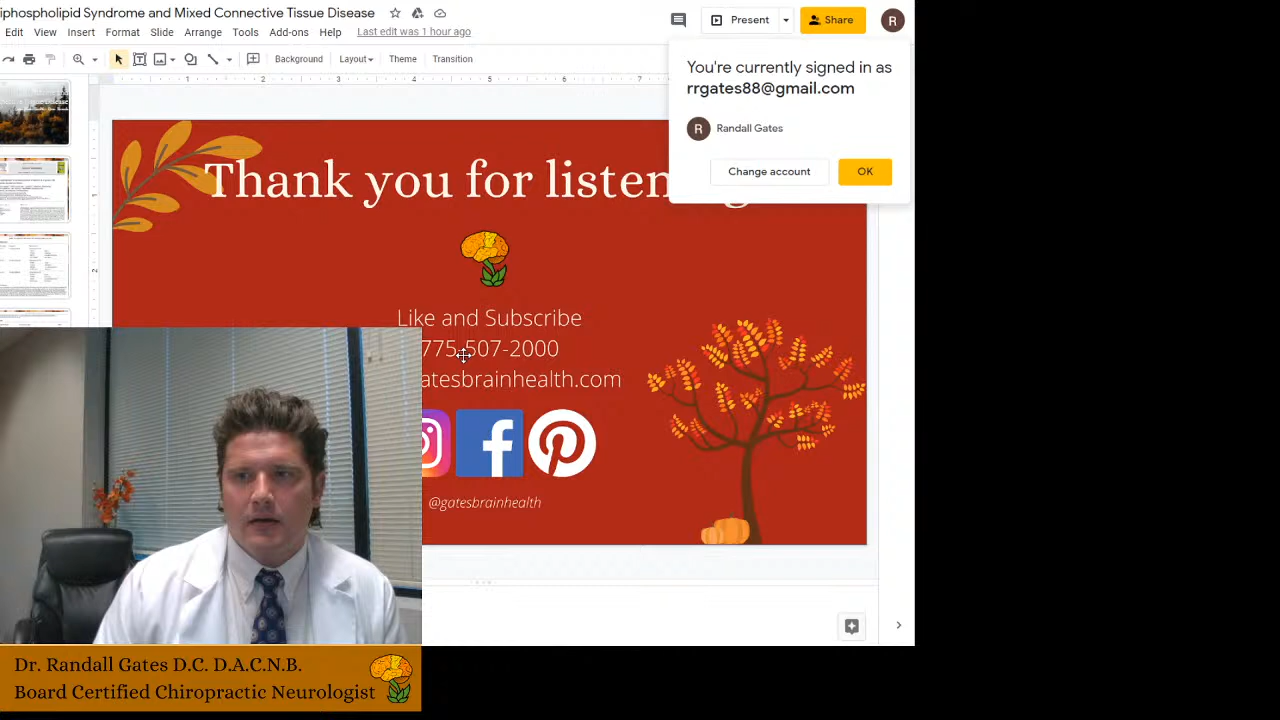 iphospholipid Syndrome and Mixed Connective Tissue Disease
Present
Share
R
Edit View Insert Format Slide Arrange Tools Add-ons Help Last edit was 1 hour ago
Background Layout Theme Transition
You're currently signed in as
rrgates88@gmail.com
R Randall Gates
Change account OK
Thank you for listen g
Like and Subscribe
775-507-2000
atesbrainhealth.com
@gatesbrainhealth
Dr. Randall Gates D.C. D.A.C.N.B.
Board Certified Chiropractic Neurologist